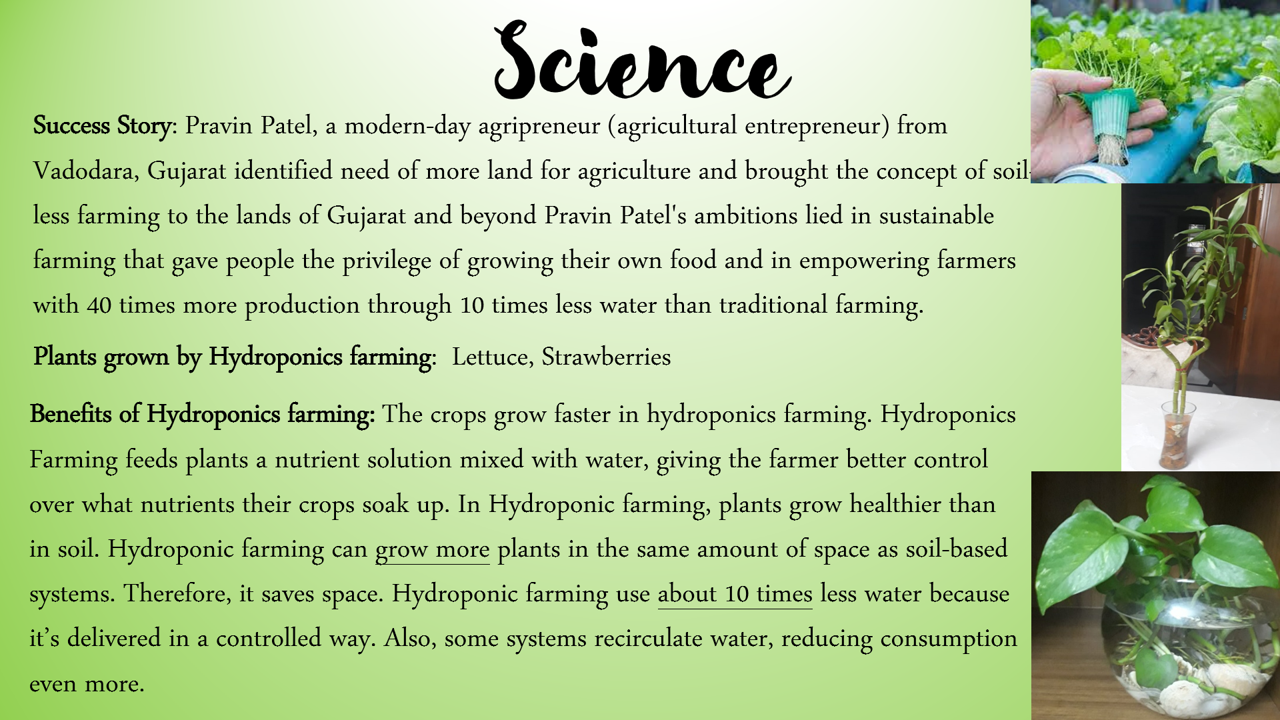 Science
Success Story: Pravin Patel, a modern-day agripreneur (agricultural entrepreneur) from
Vadodara, Gujarat identified need of more land for agriculture and brought the concept of soil-
less farming to the lands of Gujarat and beyond Pravin Patel's ambitions lied in sustainable
farming that gave people the privilege of growing their own food and in empowering farmers
with 40 times more production through 10 times less water than traditional farming.
Plants grown by Hydroponics farming: Lettuce, Strawberries
Benefits of Hydroponics farming: The crops grow faster in hydroponics farming. Hydroponics
Farming feeds plants a nutrient solution mixed with water, giving the farmer better control
over what nutrients their crops soak up. In Hydroponic farming, plants grow healthier than
in soil. Hydroponic farming can grow more plants in the same amount of space as soil-based
systems. Therefore, it saves space. Hydroponic farming use about 10 times less water because
it’s delivered in a controlled way. Also, some systems recirculate water, reducing consumption
even more.